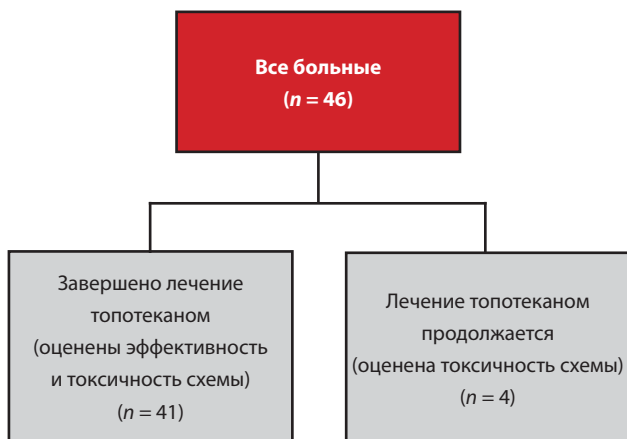 Все больные
(n = 46)
Завершено лечение
топотеканом
(оценены эффективность
и токсичность схемы)
(n = 41)
Лечение топотеканом
продолжается
(оценена токсичность схемы)
(n = 4)